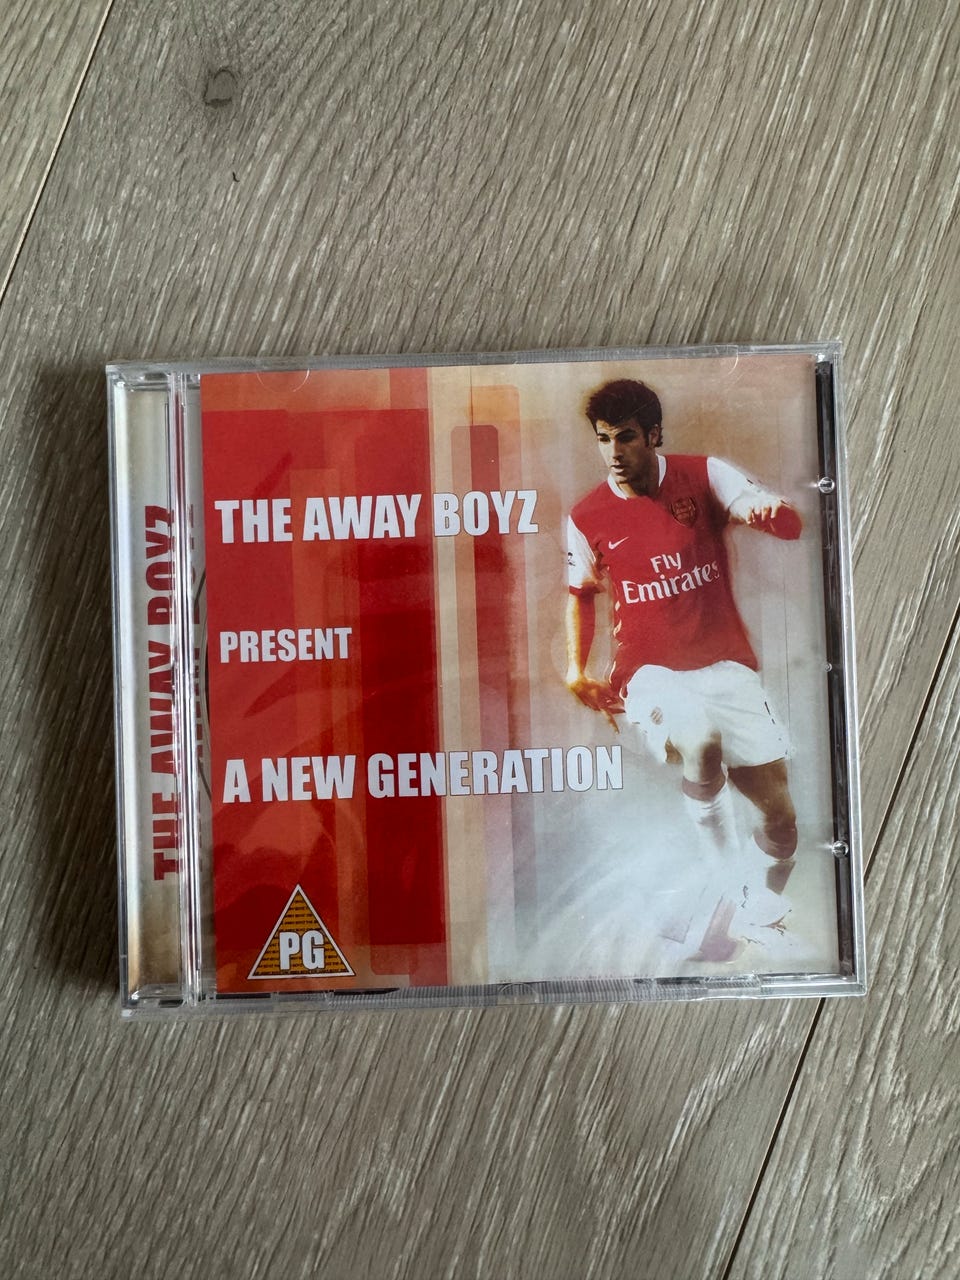 THE AWAY BOYZ
THE AWAY BOYZ
PRESENT
A NEW GENERATION
PG
Fly
Emirates